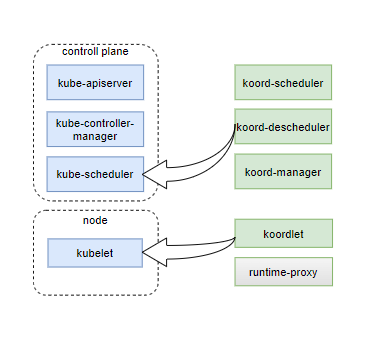 controll plane
kube-apiserver
kube-controller-
manager
kube-scheduler
node
kubelet
koord-scheduler
koord-descheduler
koord-manager
koordlet
runtime-proxy